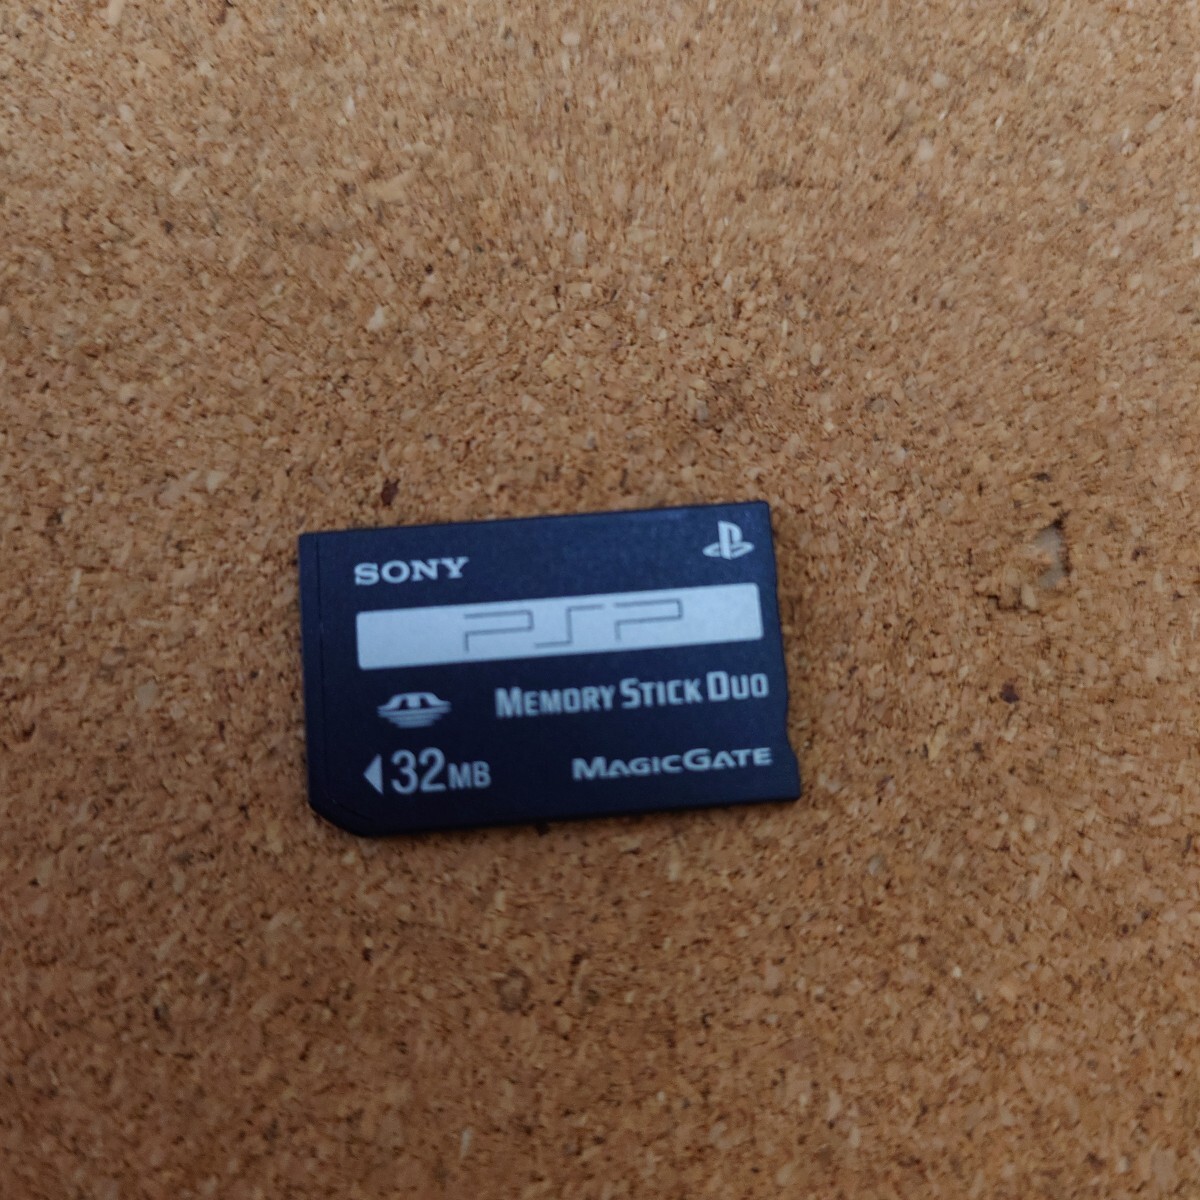 SONY
PSP
MEMORY STICK DUO
32MB
MAGICGATE